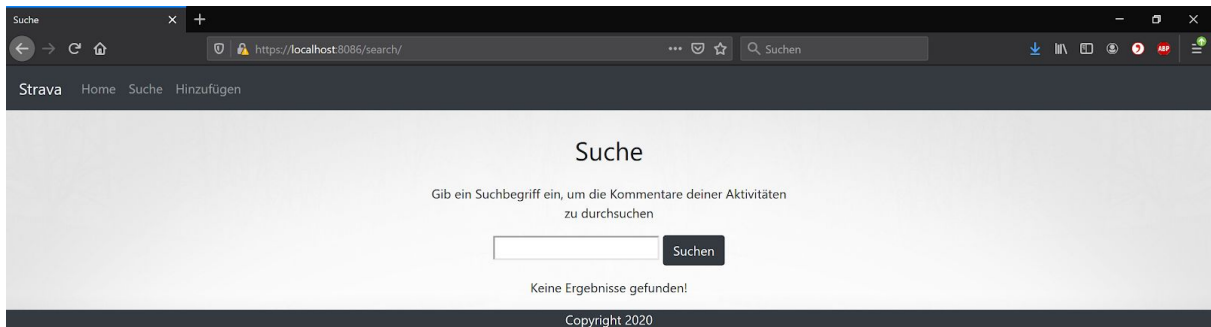 Suche
https://localhost:8086/search/
Suchen
ABP
Strava Home Suche Hinzufügen
Suche
Gib ein Suchbegriff ein, um die Kommentare deiner Aktivitäten
zu durchsuchen
Suchen
Keine Ergebnisse gefunden!
Copyright 2020